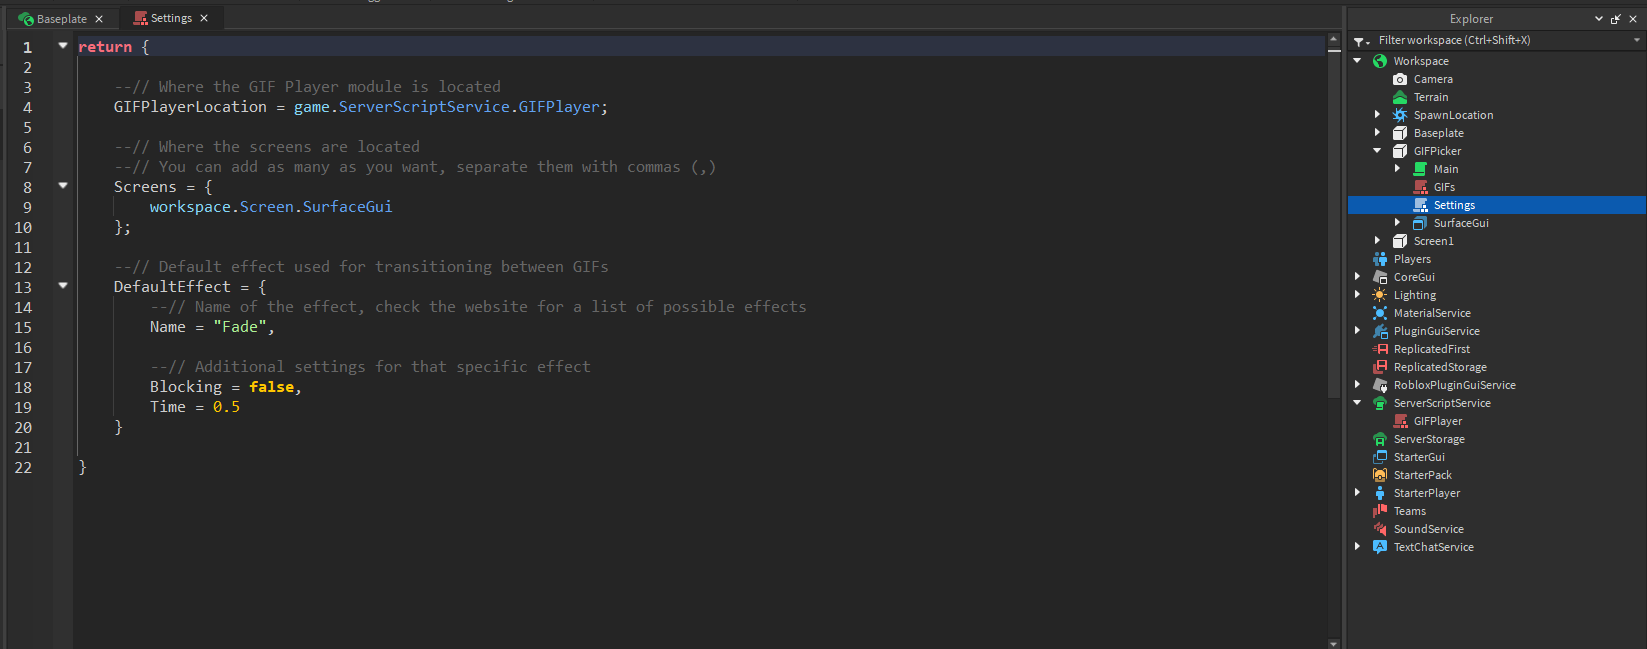 Baseplate
Settings
1 return {
2
3 --// Where the GIF Player module is located
4 GIFPlayerLocation = game.ServerScriptService.GIFPlayer;
5
6 --// Where the screens are located
7 --// You can add as many as you want, separate them with commas (,)
8 Screens = {
9 workspace.Screen.SurfaceGui
10 };
11
12 --// Default effect used for transitioning between GIFs
13 DefaultEffect = {
14 --// Name of the effect, check the website for a list of possible effects
15 Name = "Fade",
16
17 --// Additional settings for that specific effect
18 Blocking = false,
19 Time = 0.5
20 }
21
22 }
Explorer
Filter workspace (Ctrl+Shift+X)
Workspace
Camera
Terrain
SpawnLocation
Baseplate
GIFPicker
Main
GIFs
Settings
SurfaceGui
Screen1
Players
CoreGui
Lighting
MaterialService
PluginGuiService
ReplicatedFirst
ReplicatedStorage
RobloxPluginGuiService
ServerScriptService
GIFPlayer
ServerStorage
StarterGui
StarterPack
StarterPlayer
Teams
SoundService
TextChatService